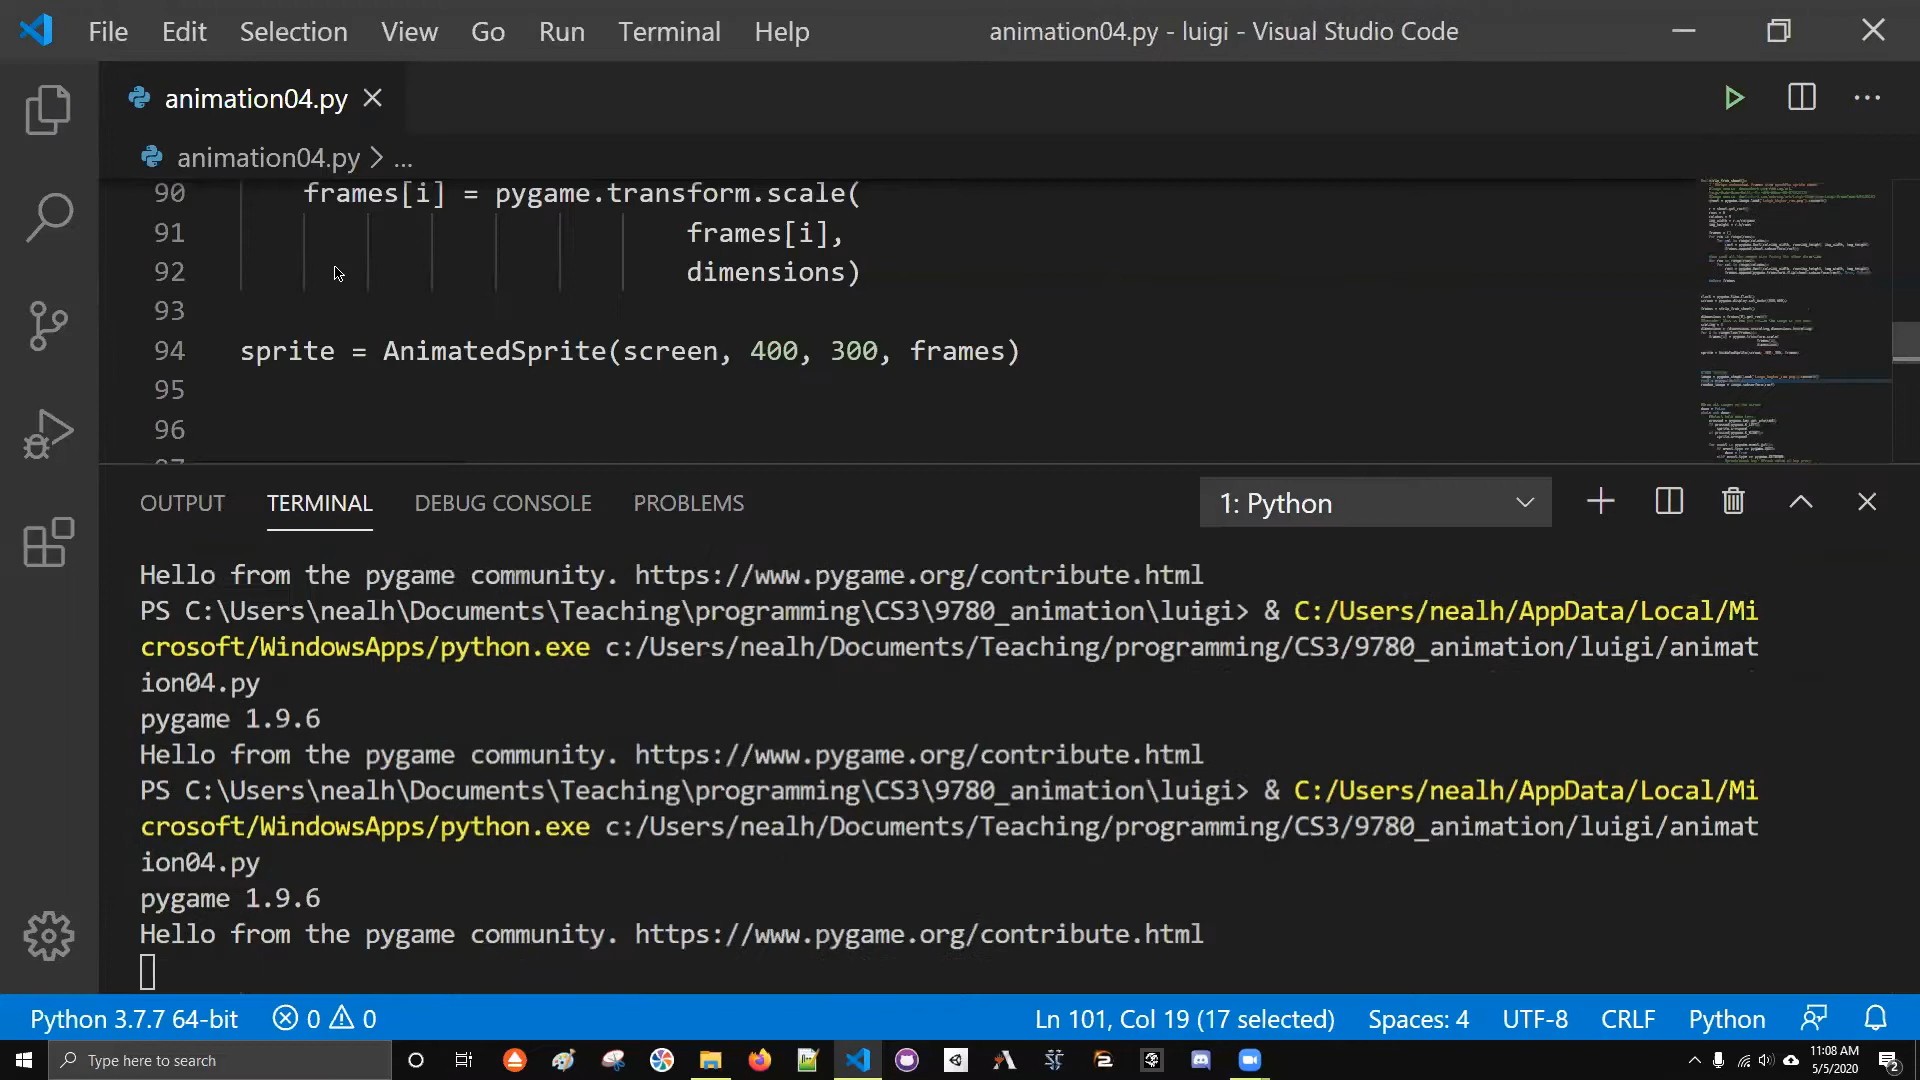 File Edit Selection View Go Run Terminal Help animation04.py - luigi - Visual Studio Code
animation04.py
animation04.py > ...
90 frames[i] = pygame.transform.scale(
91 frames[i],
92 dimensions)
93
94 sprite = AnimatedSprite(screen, 400, 300, frames)
95
96
OUTPUT TERMINAL DEBUG CONSOLE PROBLEMS 1: Python
Hello from the pygame community. https://www.pygame.org/contribute.html
PS C:\Users\nealh\Documents\Teaching\programming\CS3\9780_animation\luigi> & C:/Users/nealh/AppData/Local/Mi
crosoft/WindowsApps/python.exe c:/Users/nealh/Documents/Teaching/programming/CS3/9780_animation/luigi/animat
ion04.py
pygame 1.9.6
Hello from the pygame community. https://www.pygame.org/contribute.html
PS C:\Users\nealh\Documents\Teaching\programming\CS3\9780_animation\luigi> & C:/Users/nealh/AppData/Local/Mi
crosoft/WindowsApps/python.exe c:/Users/nealh/Documents/Teaching/programming/CS3/9780_animation/luigi/animat
ion04.py
pygame 1.9.6
Hello from the pygame community. https://www.pygame.org/contribute.html
Python 3.7.7 64-bit 0 0 Ln 101, Col 19 (17 selected) Spaces: 4 UTF-8 CRLF Python
Type here to search 11:08 AM
5/5/2020 2